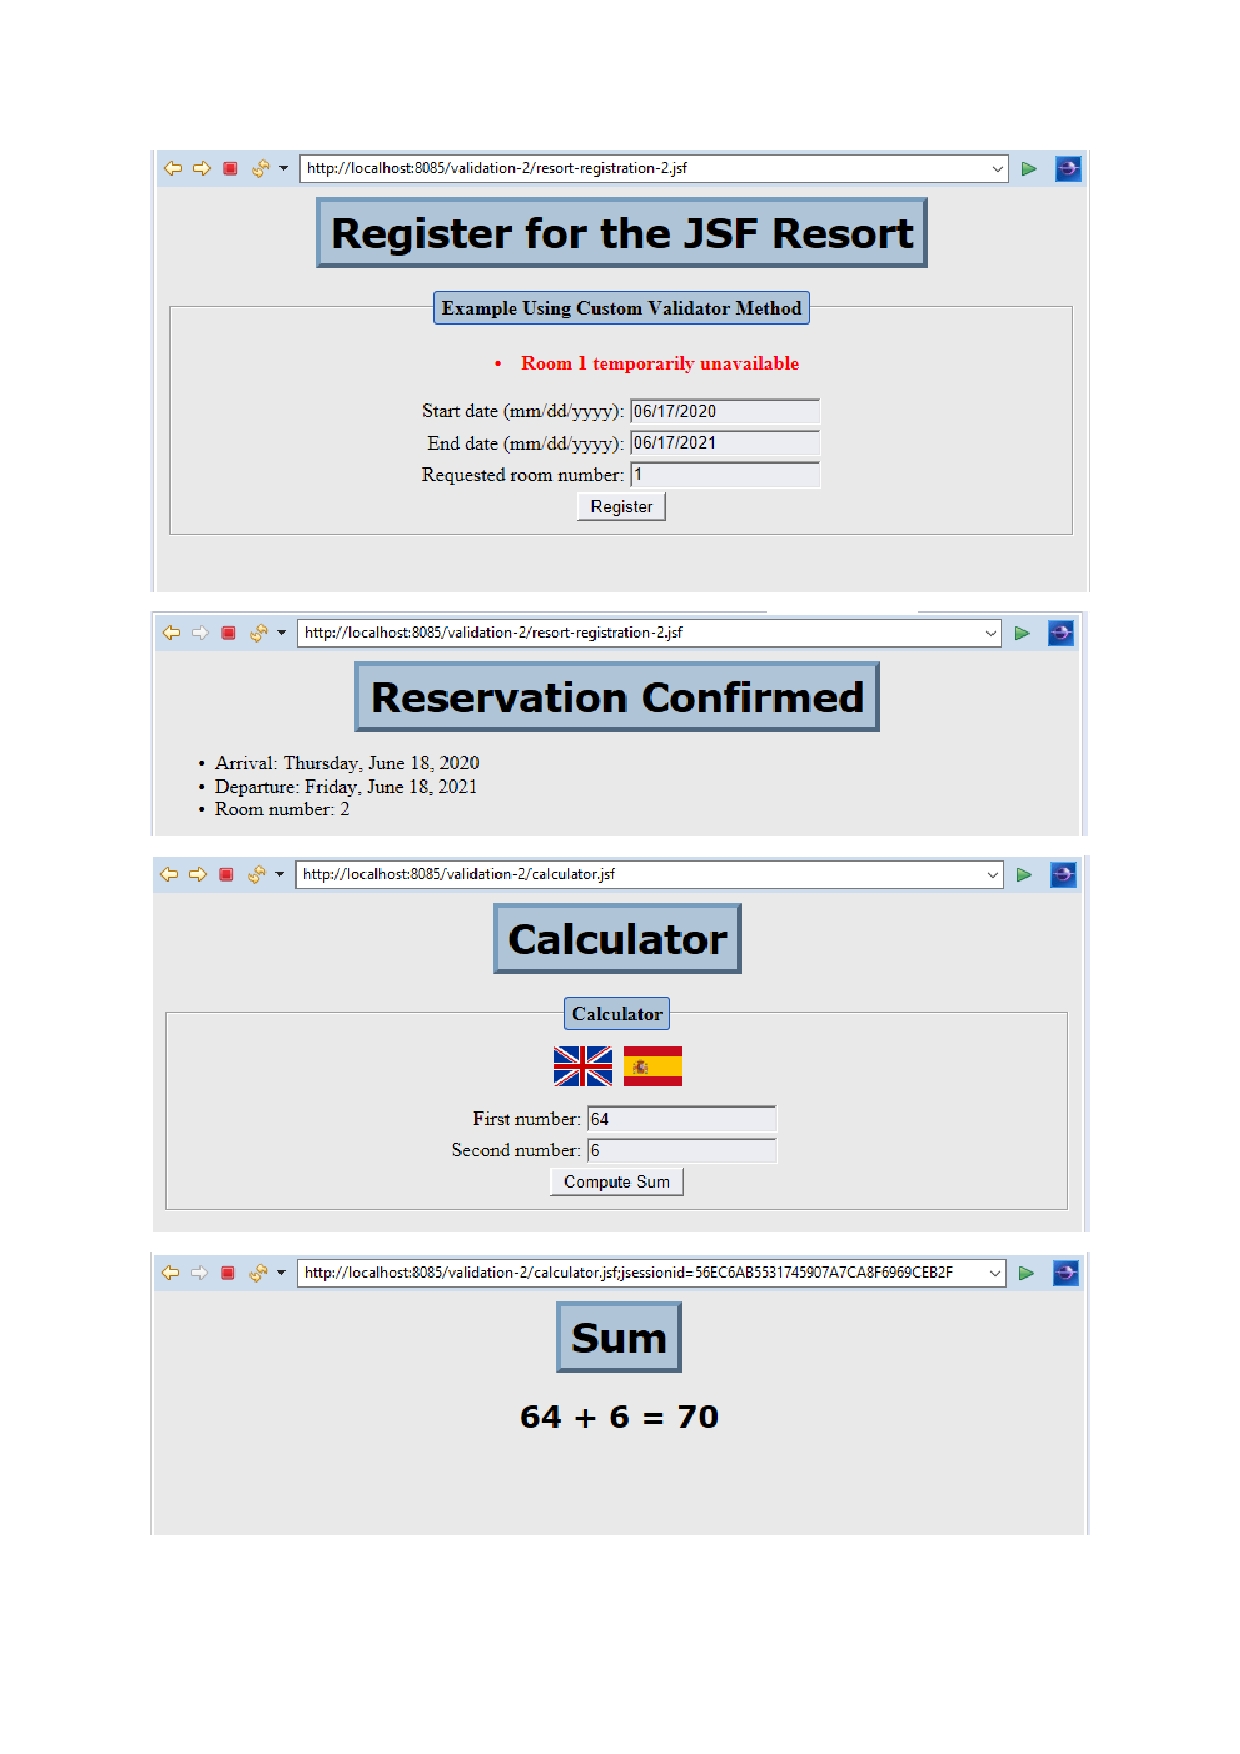 http://localhost:8085/validation-2/resort-registration-2.jsf
Register for the JSF Resort
Example Using Custom Validator Method
• Room 1 temporarily unavailable
Start date (mm/dd/yyyy): 06/17/2020
End date (mm/dd/yyyy): 06/17/2021
Requested room number: 1
Register
http://localhost:8085/validation-2/resort-registration-2.jsf
Reservation Confirmed
• Arrival: Thursday, June 18, 2020
• Departure: Friday, June 18, 2021
• Room number: 2
http://localhost:8085/validation-2/calculator.jsf
Calculator
Calculator
First number: 64
Second number: 6
Compute Sum
http://localhost:8085/validation-2/calculator.jsf;jsessionid=56EC6AB5531745907A7CA8F6969CEB2F
Sum
64 + 6 = 70